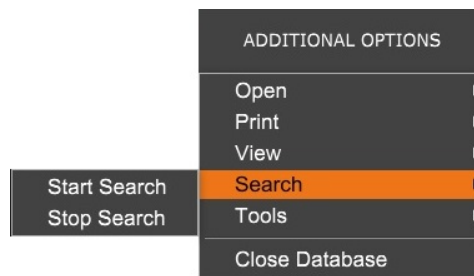 ADDITIONAL OPTIONS
Open
Print
View
Search
Start Search
Stop Search
Tools
Close Database